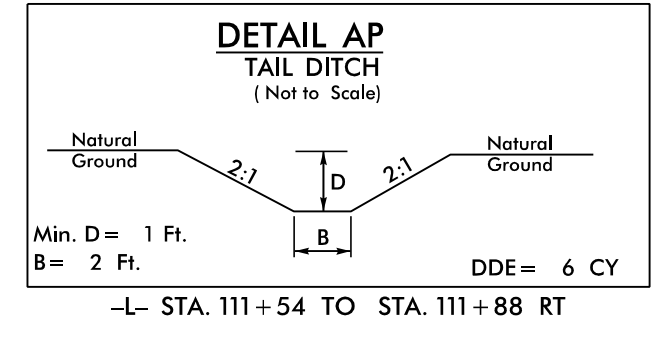 DETAIL AP
TAIL DITCH
( Not to Scale)
Natural
Ground
2:1
D
2:1
Natural
Ground
Min. D = 1 Ft.
B
B = 2 Ft.
DDE = 6 CY
–L– STA. 111 + 54 TO STA. 111 + 88 RT